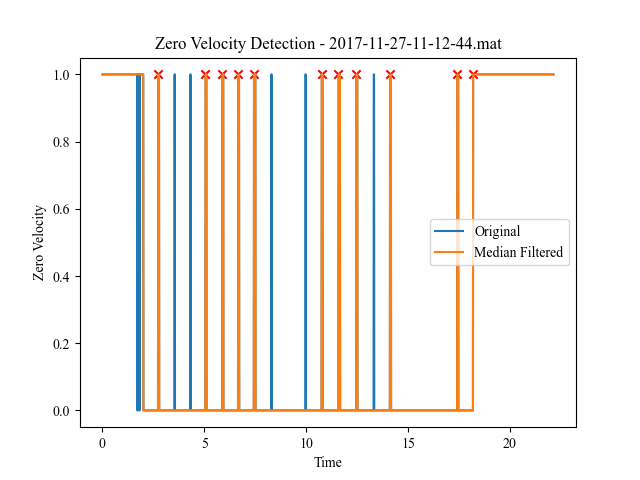 Zero Velocity Detection - 2017-11-27-11-12-44.mat
1.0
0.8
0.6
0.4
0.2
0.0
Zero Velocity
Original
Median Filtered
0
5
10
15
20
Time